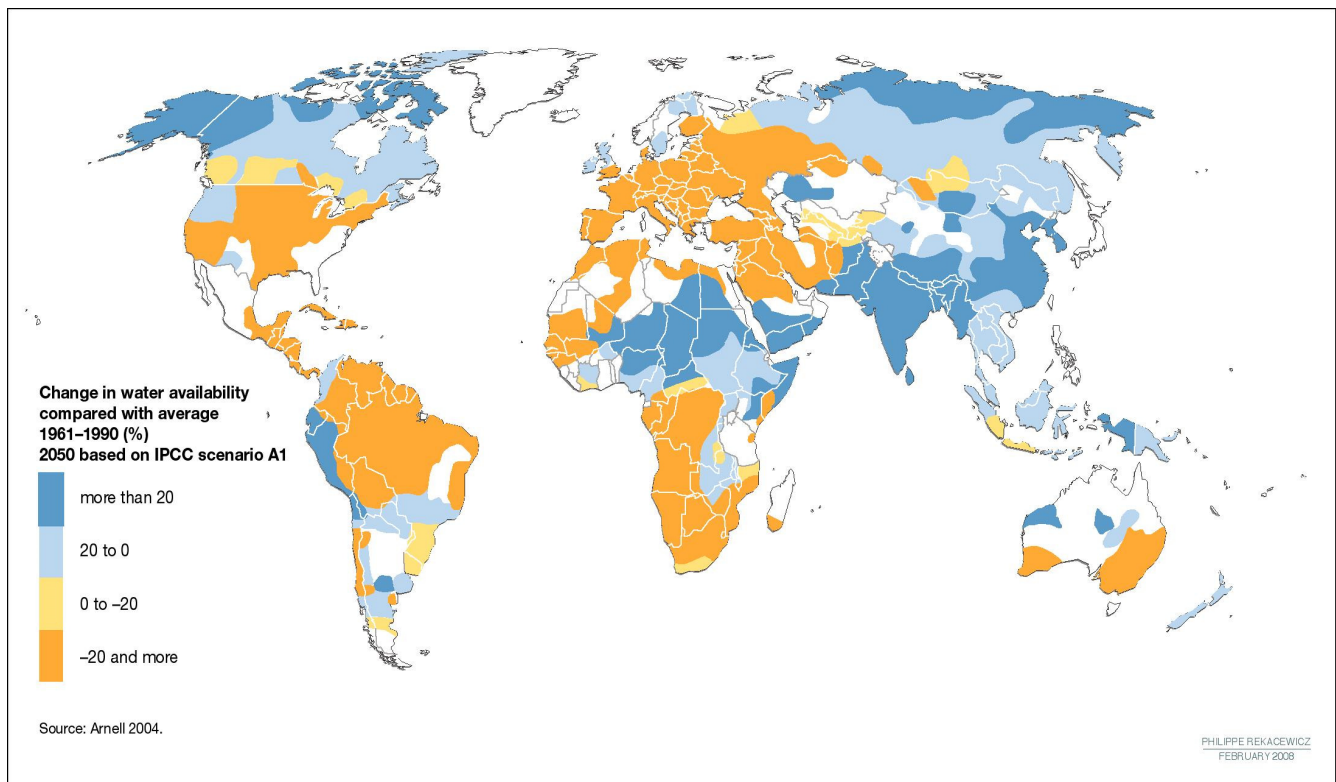 Change in water availability
compared with average
1961–1990 (%)
2050 based on IPCC scenario A1
more than 20
20 to 0
0 to –20
–20 and more
Source: Arnell 2004.
PHILIPPE REKACEWICZ
FEBRUARY 2008